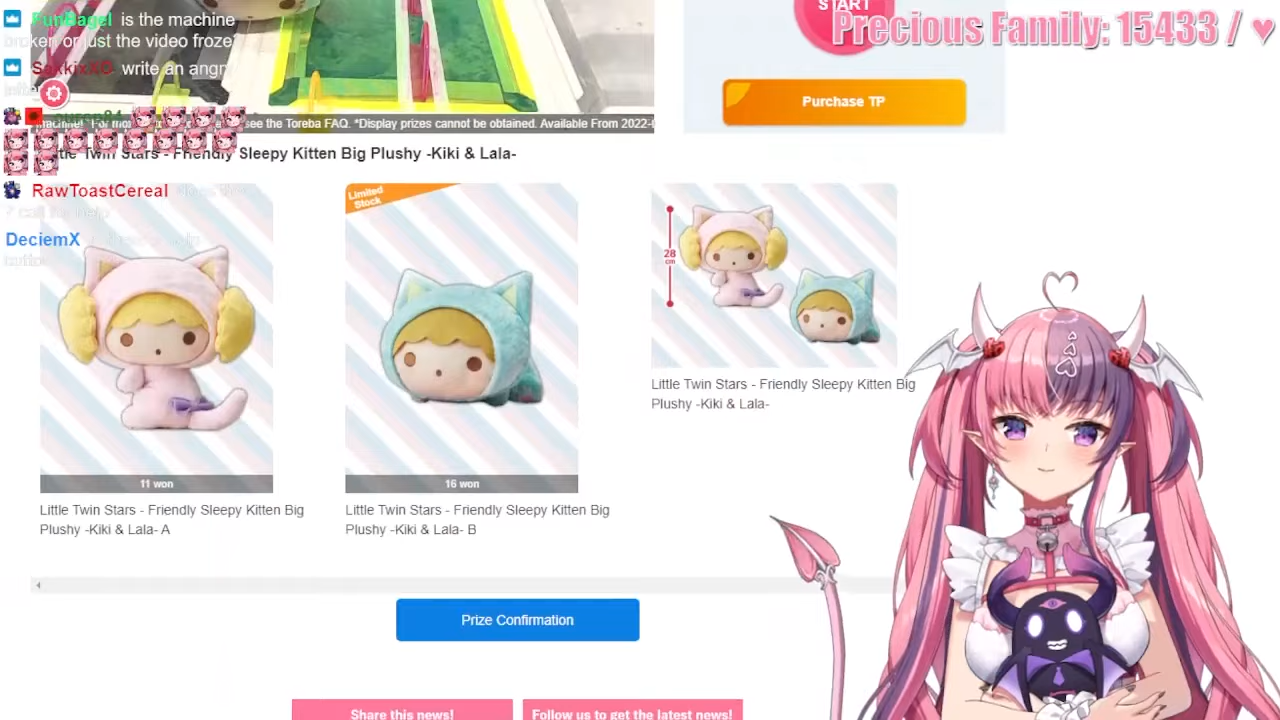 FunBagel is the machine
broken or just the video froze
SakkixXO write an angry
START
Precious Family: 15433 / ♥
Purchase TP
see the Toreba FAQ. *Display prizes cannot be obtained. Available From 2022-
Twin Stars - Friendly Sleepy Kitten Big Plushy -Kiki & Lala-
RawToastCereal
DeciemX
Limited
Stock
28
cm
11 won
16 won
Little Twin Stars - Friendly Sleepy Kitten Big
Plushy -Kiki & Lala- A
Little Twin Stars - Friendly Sleepy Kitten Big
Plushy -Kiki & Lala- B
Little Twin Stars - Friendly Sleepy Kitten Big
Plushy -Kiki & Lala-
Prize Confirmation
Share this news!
Follow us to get the latest news!